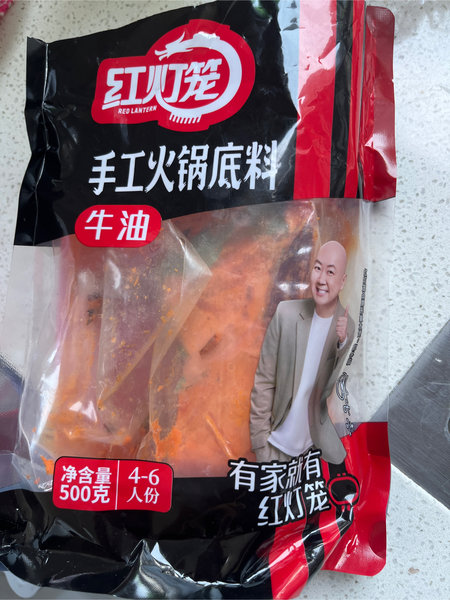 红灯笼
RED LANTERN
手工火锅底料
牛油
净含量
500克
4-6
人份
有家就有
红灯笼